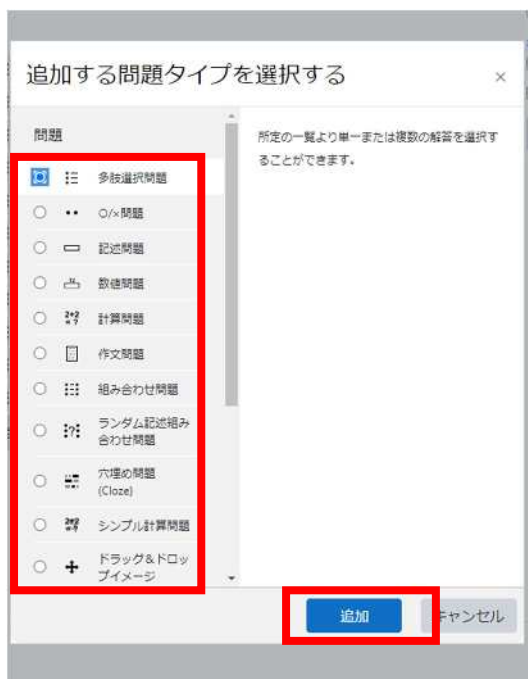 追加する問題タイプを選択する
×
問題
所定の一覧より単一または複数の解答を選択す
ることができます。
多肢選択問題
○/×問題
記述問題
数値問題
計算問題
作文問題
組み合わせ問題
ランダム記述組み
合わせ問題
穴埋め問題
(Cloze)
シンプル計算問題
ドラッグ&ドロッ
プイメージ
追加
キャンセル